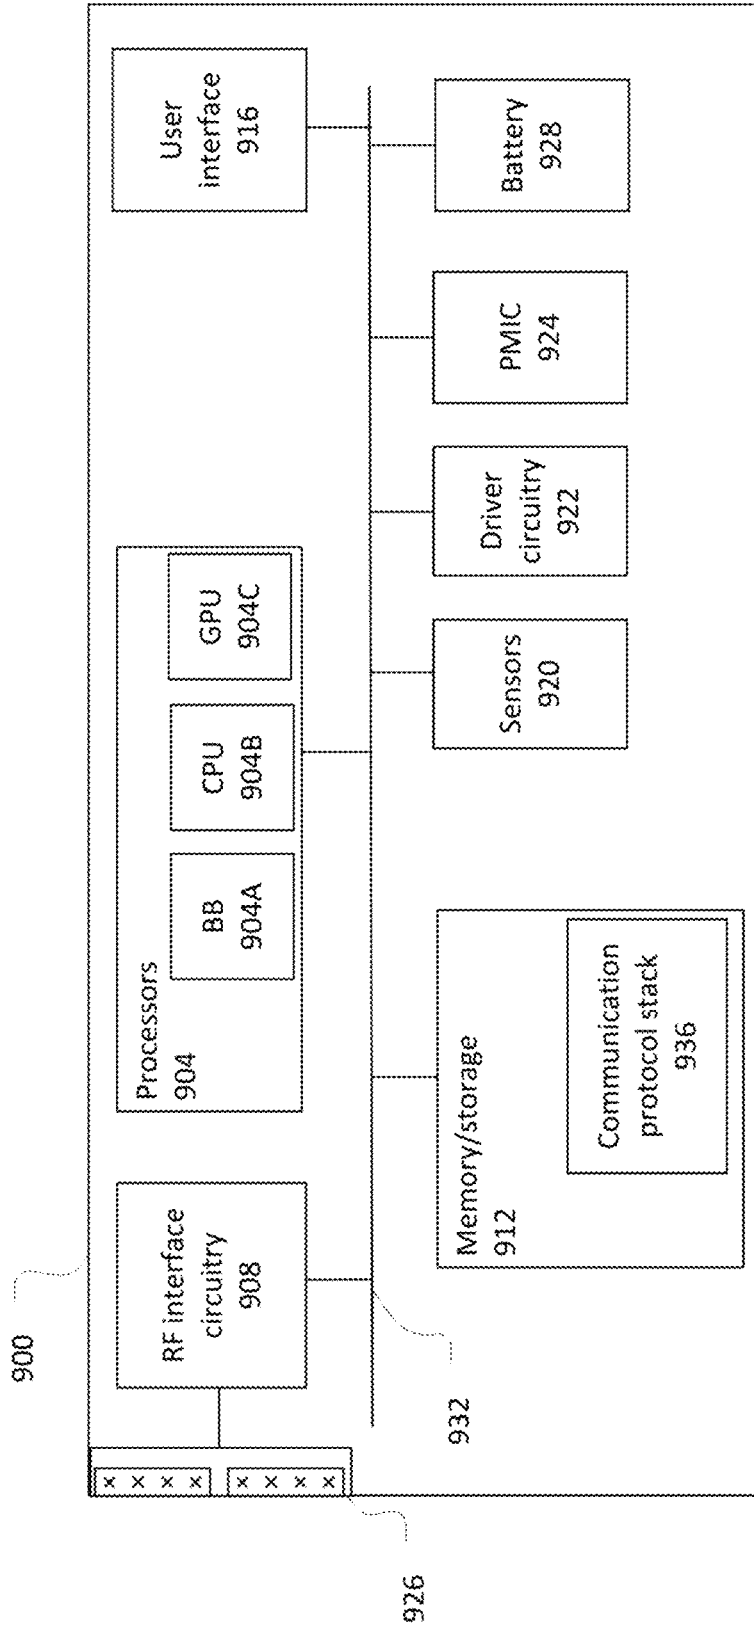 900
RF interface
circuitry
908
Processors
904
BB
904A
CPU
904B
GPU
904C
User
interface
916
926
932
Memory/storage
912
Communication
protocol stack
936
Sensors
920
Driver
circuitry
922
PMIC
924
Battery
928